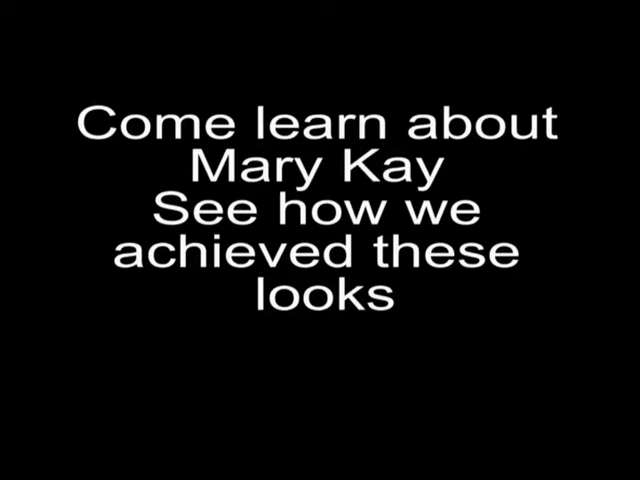 Come learn about
Mary Kay
See how we
achieved these
looks